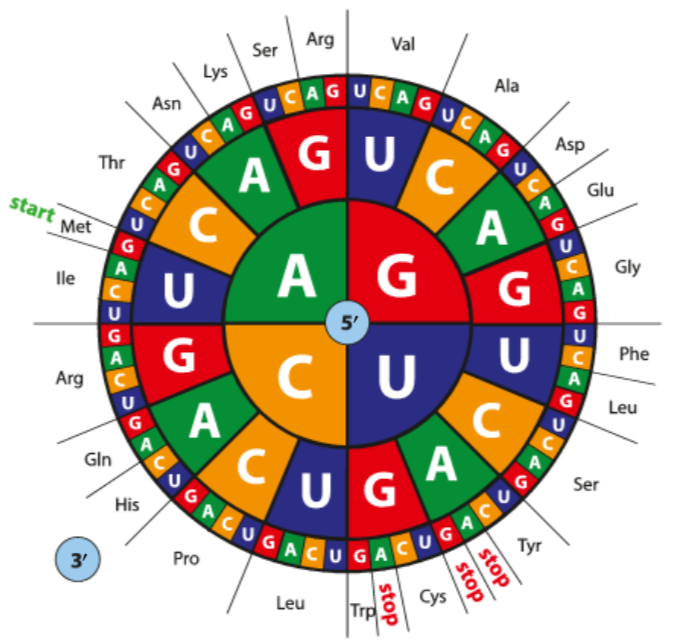 Val
Ala
Asp
Glu
Gly
Phe
Leu
Ser
Tyr
stop
stop
Cys
stop
Trp
Leu
Pro
His
Gln
Arg
Ile
Met
start
Thr
Asn
Lys
Ser
Arg
U C A G U C A G U C A G U C A G
U C A G U C A G U C A G U C A G
U C A G U C A G U C A G U C A G
U C A G U C A G U C A G U C A G
U C A G
U C A G
U C A G
U C A G
A G
C U
5′
3′